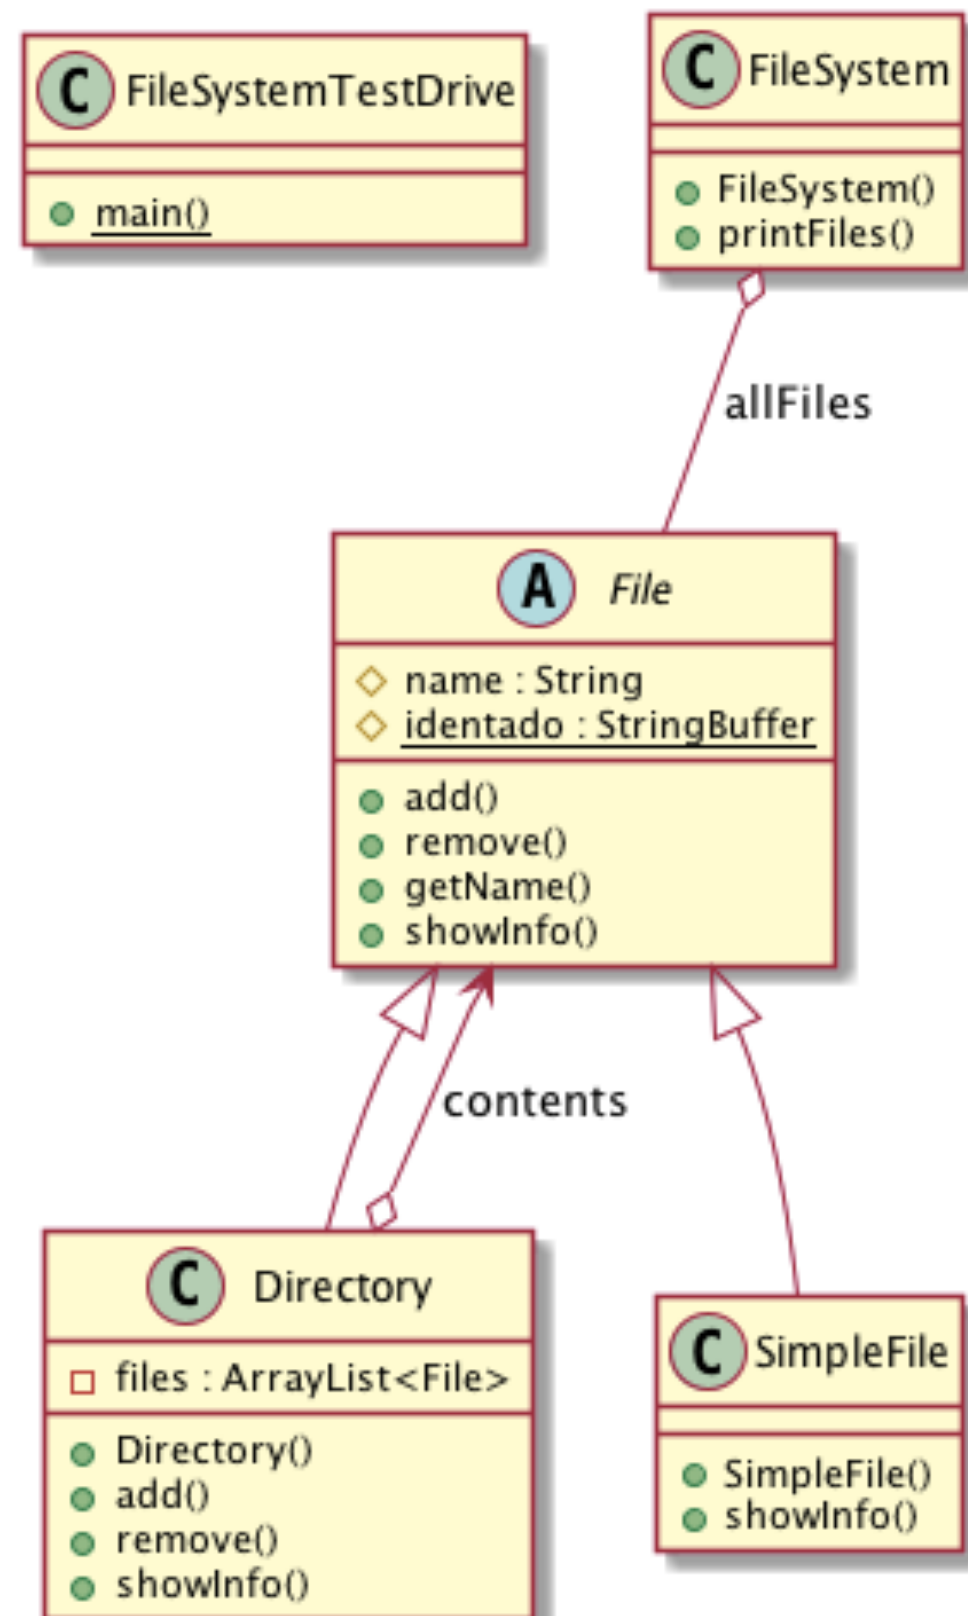 C FileSystemTestDrive
main()
C FileSystem
FileSystem()
printFiles()
allFiles
A File
name : String
identado : StringBuffer
add()
remove()
getName()
showInfo()
contents
C Directory
files : ArrayList<File>
Directory()
add()
remove()
showInfo()
C SimpleFile
SimpleFile()
showInfo()